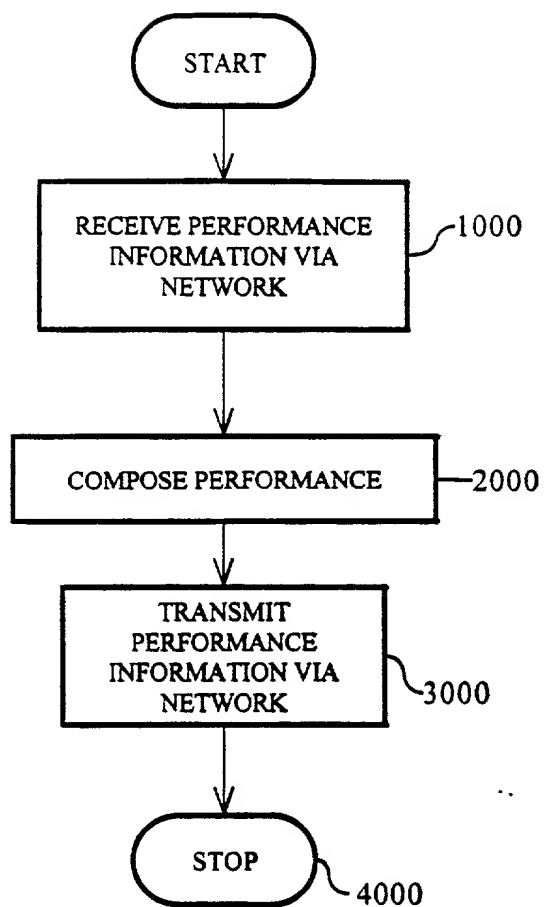 START
RECEIVE PERFORMANCE
INFORMATION VIA
NETWORK
1000
COMPOSE PERFORMANCE
2000
TRANSMIT
PERFORMANCE
INFORMATION VIA
NETWORK
3000
STOP
4000